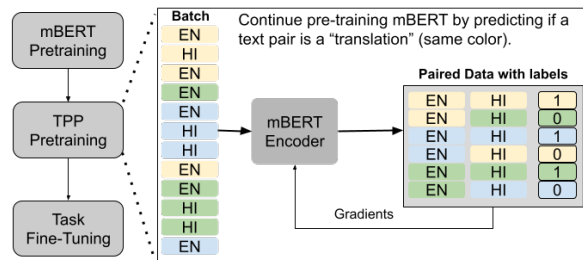 mBERT
Pretraining
TPP
Pretraining
Task
Fine-Tuning
Batch
EN
HI
EN
EN
EN
HI
HI
EN
EN
HI
HI
EN
Continue pre-training mBERT by predicting if a
text pair is a “translation” (same color).
mBERT
Encoder
Paired Data with labels
EN HI 1
EN HI 0
EN HI 1
EN HI 0
EN HI 1
EN HI 0
Gradients